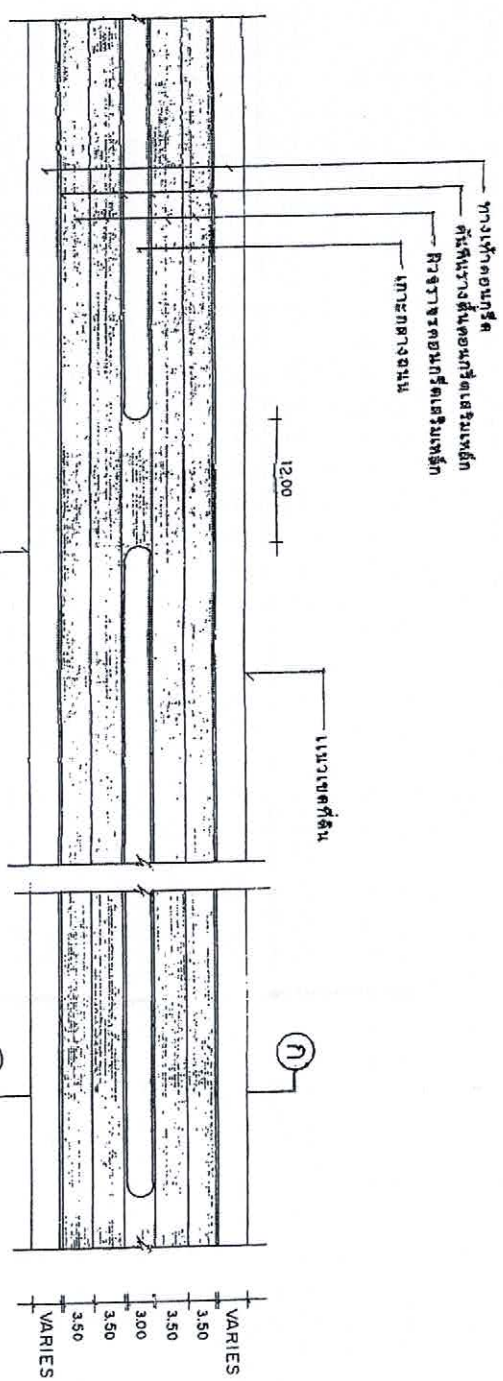 ทางเท้าคอนกรีต
คันหินรางตื้นคอนกรีตเสริมเหล็ก
ผิวจราจรคอนกรีตเสริมเหล็ก
เกาะกลางถนน
12.00
แนวเขตที่ดิน
ก
VARIES
3.50
3.50
3.00
3.50
3.50
VARIES